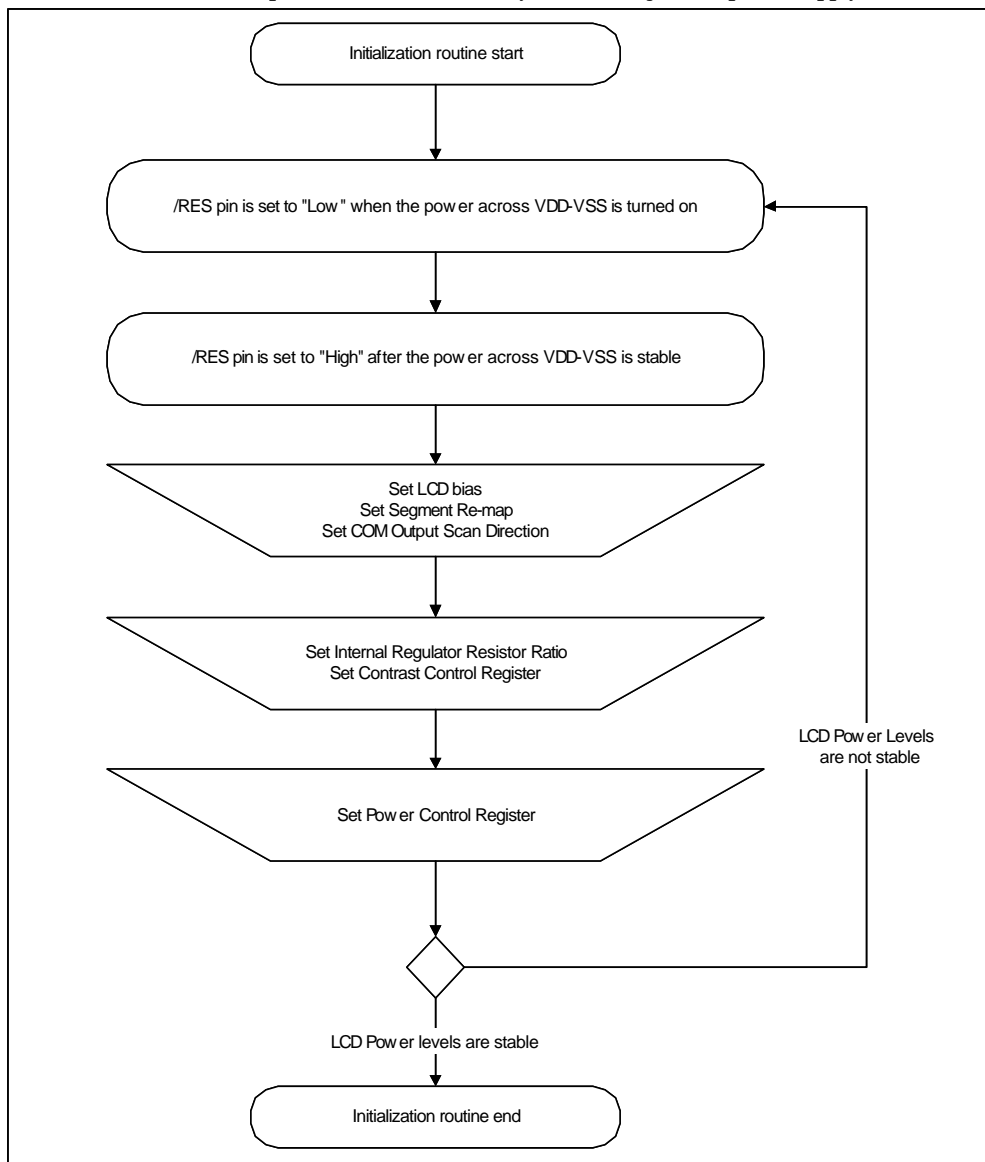 Initialization routine start
/RES pin is set to "Low" when the power across VDD-VSS is turned on
/RES pin is set to "High" after the power across VDD-VSS is stable
Set LCD bias
Set Segment Re-map
Set COM Output Scan Direction
Set Internal Regulator Resistor Ratio
Set Contrast Control Register
LCD Power Levels
are not stable
Set Power Control Register
LCD Power levels are stable
Initialization routine end